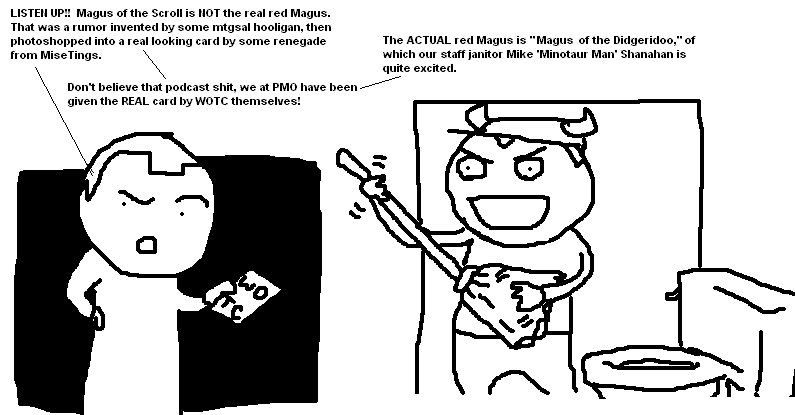 LISTEN UP!! Magus of the Scroll is NOT the real red Magus.
That was a rumor invented by some mtgsal hooligan, then
photoshopped into a real looking card by some renegade
from MiseTings.
Don't believe that podcast shit, we at PMO have been
given the REAL card by WOTC themselves!
The ACTUAL red Magus is "Magus of the Didgeridoo," of
which our staff janitor Mike 'Minotaur Man' Shanahan is
quite excited.
WO
TC